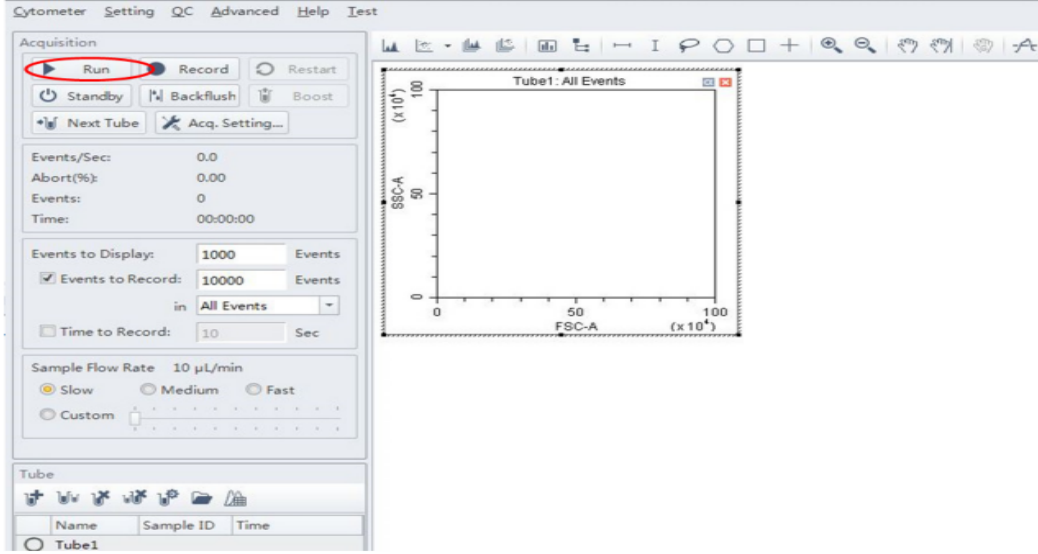 Cytometer Setting QC Advanced Help Test
Acquisition
Run Record Restart
Standby Backflush Boost
Next Tube Acq. Setting...
Events/Sec: 0.0
Abort(%): 0.00
Events: 0
Time: 00:00:00
Events to Display: 1000 Events
Events to Record: 10000 Events
in All Events
Time to Record: 10 Sec
Sample Flow Rate 10 µL/min
Slow Medium Fast
Custom
Tube
Name Sample ID Time
Tube1
Tube1 : All Events
(x 10⁴)
100
SSC-A
50
0
0 50 100
FSC-A (x 10⁴)